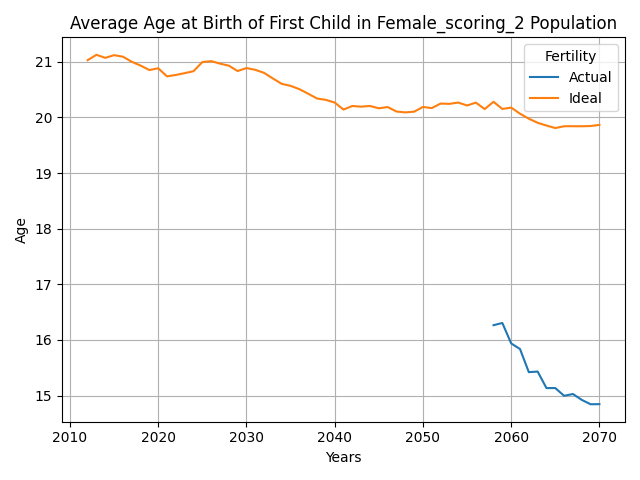 Average Age at Birth of First Child in Female_scoring_2 Population
Fertility
Actual
Ideal
21
20
19
18
17
16
15
Age
2010
2020
2030
2040
2050
2060
2070
Years